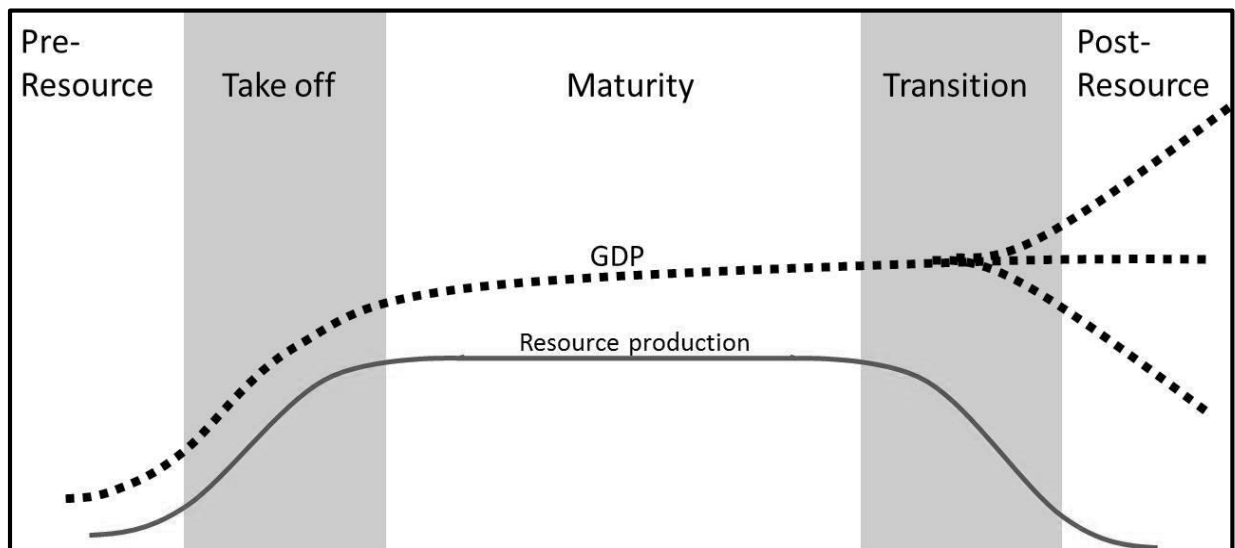 Pre-
Resource
Take off
Maturity
Transition
Post-
Resource
GDP
Resource production